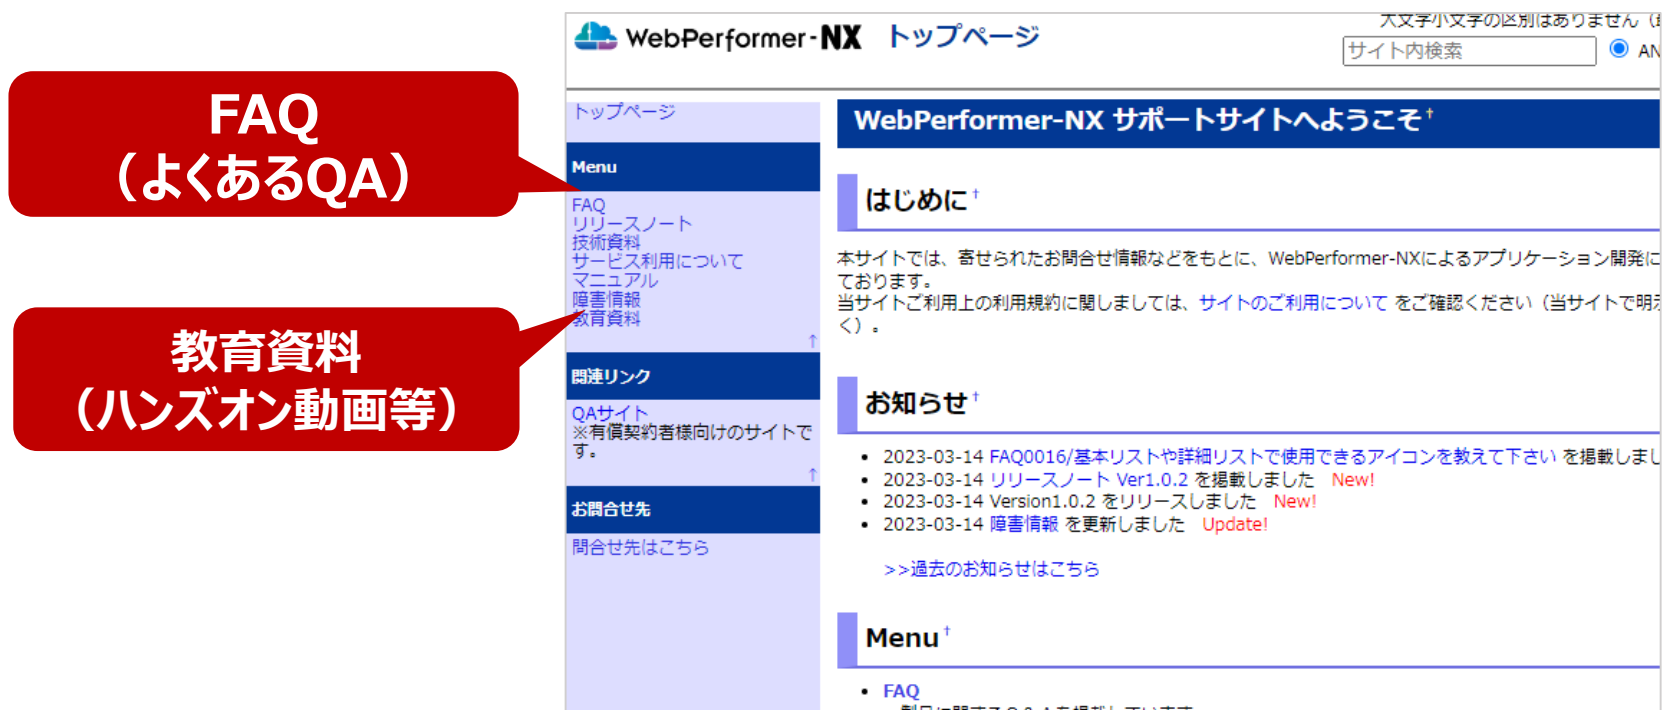 FAQ
（よくあるQA）
教育資料
（ハンズオン動画等）
WebPerformer-NX トップページ
大文字小文字の区別はありません（
サイト内検索
AN
トップページ
Menu
FAQ
リリースノート
技術資料
サービス利用について
マニュアル
障害情報
教育資料
↑
関連リンク
QAサイト
※有償契約者様向けのサイトで
す。
↑
お問合せ先
問合せ先はこちら
WebPerformer-NX サポートサイトへようこそ†
はじめに†
本サイトでは、寄せられたお問合せ情報などをもとに、WebPerformer-NXによるアプリケーション開発に
ております。
当サイトご利用上の利用規約に関しましては、サイトのご利用について をご確認ください（当サイトで明
く）。
お知らせ†
• 2023-03-14 FAQ0016/基本リストや詳細リストで使用できるアイコンを教えて下さい を掲載しまし
• 2023-03-14 リリースノート Ver1.0.2 を掲載しました New!
• 2023-03-14 Version1.0.2 をリリースしました New!
• 2023-03-14 障害情報 を更新しました Update!
>>過去のお知らせはこちら
Menu†
• FAQ
製品に関するQ&Aを掲載しています